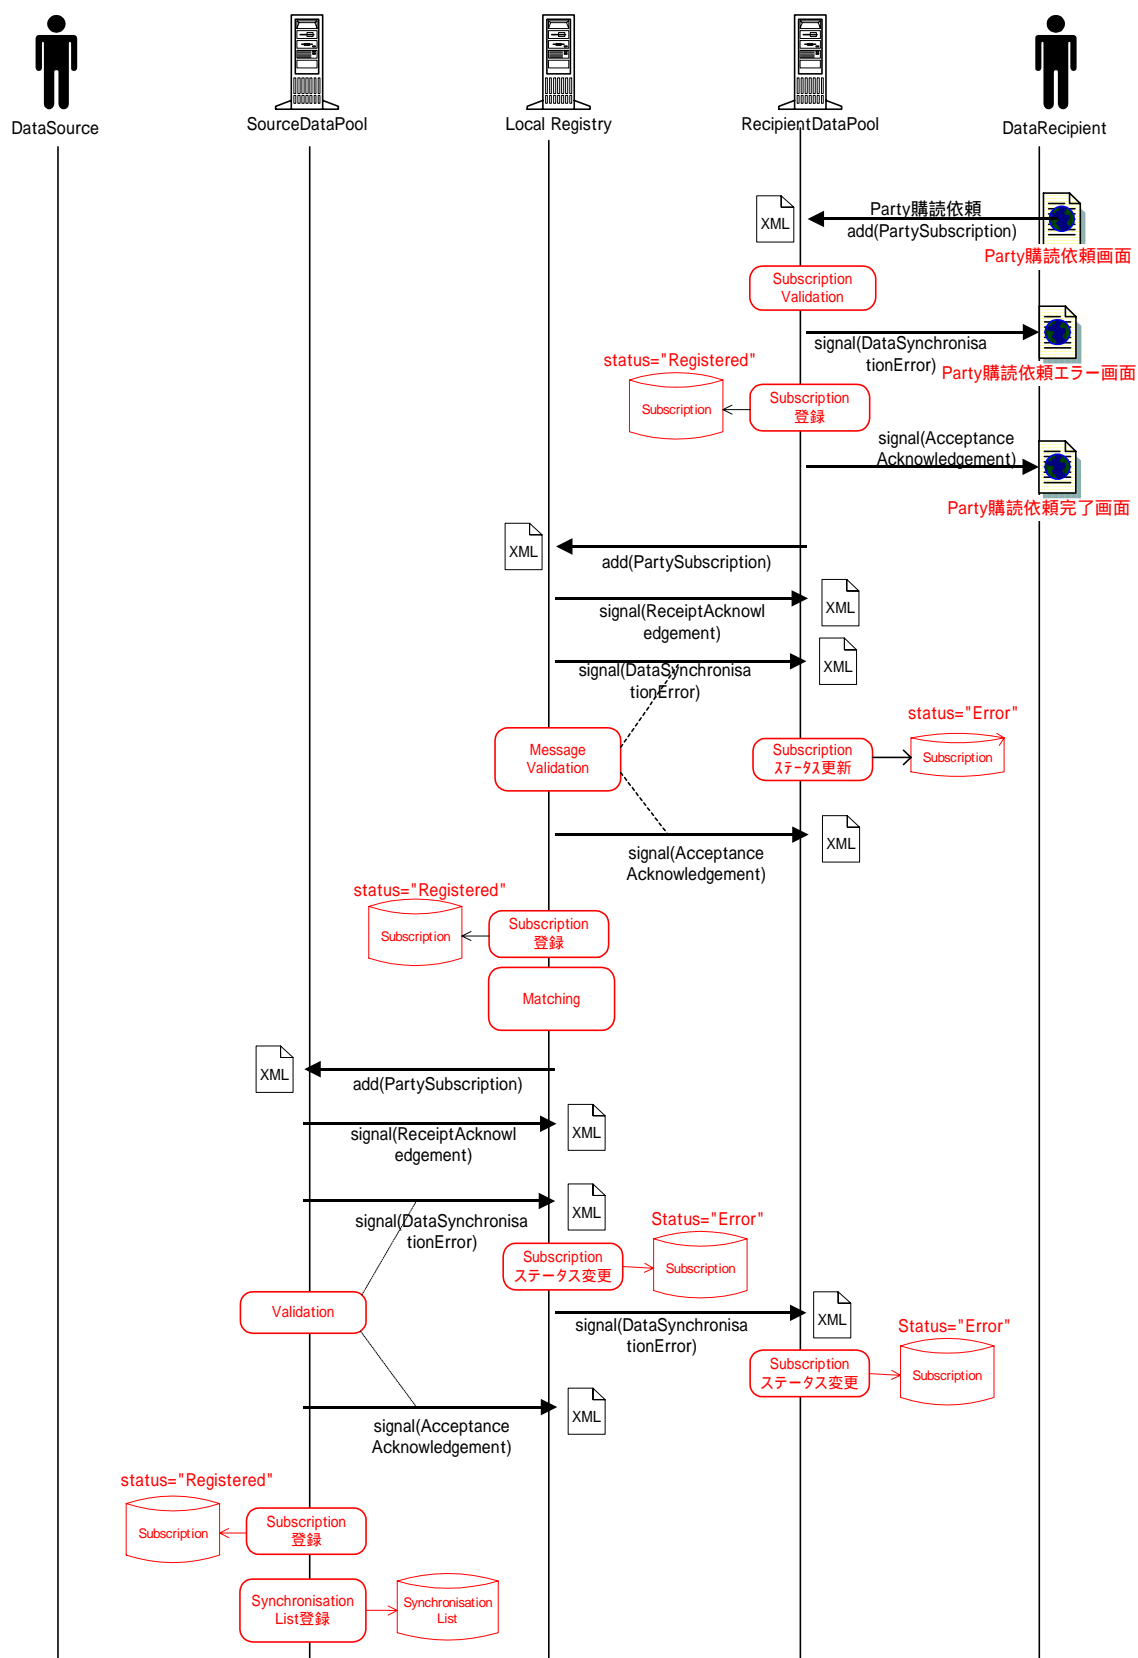 DataSource
SourceDataPool
Local Registry
RecipientDataPool
DataRecipient
XML
Party購読依頼
add(PartySubscription)
Party購読依頼画面
Subscription
Validation
signal(DataSynchronisa
tionError)
Party購読依頼エラー画面
status="Registered"
Subscription
Subscription
登録
signal(Acceptance
Acknowledgement)
Party購読依頼完了画面
XML
add(PartySubscription)
signal(ReceiptAcknowl
edgement)
XML
signal(DataSynchronisa
tionError)
XML
status="Error"
Message
Validation
Subscription
ｽﾃｰﾀｽ更新
Subscription
signal(Acceptance
Acknowledgement)
XML
status="Registered"
Subscription
Subscription
登録
Matching
XML
add(PartySubscription)
signal(ReceiptAcknowl
edgement)
XML
signal(DataSynchronisa
tionError)
XML
Status="Error"
Subscription
ステータス変更
Subscription
Validation
signal(DataSynchronisa
tionError)
XML
Status="Error"
Subscription
ステータス変更
Subscription
signal(Acceptance
Acknowledgement)
XML
status="Registered"
Subscription
Subscription
登録
Synchronisation
List登録
Synchronisation
List